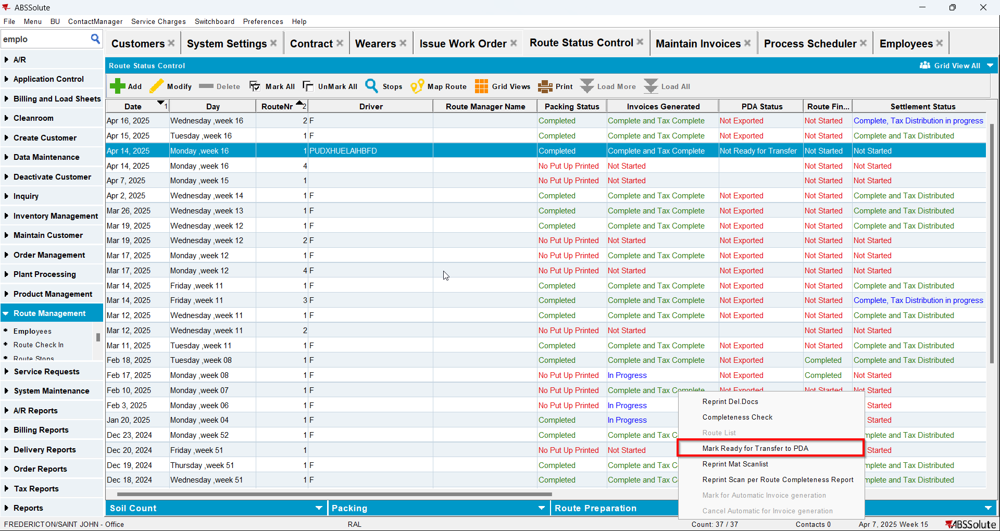 ABSSolute
File Menu BU ContactManager Service Charges Switchboard Preferences Help
emplo
Customers System Settings Contract Wearers Issue Work Order Route Status Control Maintain Invoices Process Scheduler Employees
Route Status Control Grid View All
Add Modify Delete Mark All UnMark All Stops Map Route Grid Views Print Load More Load All
A/R
Application Control
Billing and Load Sheets
Cleanroom
Create Customer
Data Maintenance
Deactivate Customer
Inquiry
Inventory Management
Maintain Customer
Order Management
Plant Processing
Product Management
Route Management
Employees
Route Check In
Route Stops
Service Requests
System Maintenance
A/R Reports
Billing Reports
Delivery Reports
Order Reports
Tax Reports
Reports
Date 1 Day RouteNr 2 Driver Route Manager Name Packing Status Invoices Generated PDA Status Route Fin... Settlement Status
Apr 16, 2025 Wednesday ,week 16 2 F Completed Complete and Tax Complete Not Exported Not Started Complete, Tax Distribution in progress
Apr 15, 2025 Tuesday ,week 16 1 F Completed Complete and Tax Complete Not Exported Not Started Complete and Tax Distributed
Apr 14, 2025 Monday ,week 16 1 PUDXHUELAIHBFD Completed Complete and Tax Complete Not Ready for Transfer Not Started Not Started
Apr 14, 2025 Monday ,week 16 4 No Put Up Printed Not Started Not Started Not Started
Apr 7, 2025 Monday ,week 15 1 No Put Up Printed Not Started Not Started Not Started
Apr 2, 2025 Wednesday ,week 14 1 F Completed Complete and Tax Complete Not Exported Not Started Complete and Tax Distributed
Mar 26, 2025 Wednesday ,week 13 1 F Completed Complete and Tax Complete Not Exported Not Started Complete and Tax Distributed
Mar 19, 2025 Wednesday ,week 12 1 F Completed Complete and Tax Complete Not Exported Not Started Complete and Tax Distributed
Mar 19, 2025 Wednesday ,week 12 2 F No Put Up Printed Not Started Not Exported Not Started Not Started
Mar 17, 2025 Monday ,week 12 1 F No Put Up Printed Complete and Tax Complete Not Exported Not Started Not Started
Mar 17, 2025 Monday ,week 12 4 F No Put Up Printed Not Started Not Exported Not Started Not Started
Mar 14, 2025 Friday ,week 11 1 F Completed Complete and Tax Complete Not Exported Not Started Complete and Tax Distributed
Mar 14, 2025 Friday ,week 11 3 F Completed Complete and Tax Complete Not Exported Not Started Complete, Tax Distribution in progress
Mar 12, 2025 Wednesday ,week 11 1 F Completed Complete and Tax Complete Not Exported Not Started Complete and Tax Distributed
Mar 12, 2025 Wednesday ,week 11 2 No Put Up Printed Not Started Not Started Not Started
Mar 11, 2025 Tuesday ,week 11 1 F Completed Complete and Tax Complete Not Exported Not Started Complete and Tax Distributed
Feb 18, 2025 Tuesday ,week 08 1 F Completed Complete and Tax Complete Not Exported Completed Complete and Tax Distributed
Feb 17, 2025 Monday ,week 08 1 F No Put Up Printed In Progress Not Exported Completed Not Started
Feb 10, 2025 Monday ,week 07 1 F No Put Up Printed Complete and Tax Complete Not Exported Not Started Not Started
Feb 3, 2025 Monday ,week 06 1 F No Put Up Printed In Progress Started
Jan 20, 2025 Monday ,week 04 1 F Completed In Progress Started
Dec 23, 2024 Monday ,week 52 1 F Completed Complete and Tax C mplete and Tax Distributed
Dec 20, 2024 Friday ,week 51 1 No Put Up Printed Not Started Started
Dec 19, 2024 Thursday ,week 51 1 F Completed Complete and Tax C mplete and Tax Distributed
Dec 18, 2024 Wednesday ,week 51 1 F Completed Complete and Tax C mplete and Tax Distributed
Reprint Del.Docs
Completeness Check
Route List
Mark Ready for Transfer to PDA
Reprint Mat Scanlist
Reprint Scan per Route Completeness Report
Mark for Automatic Invoice generation
Cancel Automatic for Invoice generation
Soil Count Packing Route Preparation
FREDERICTON/SAINT JOHN - Office RAL Count: 37 / 37 Contacts 0 Apr 7, 2025 Week 15 ABSSolute